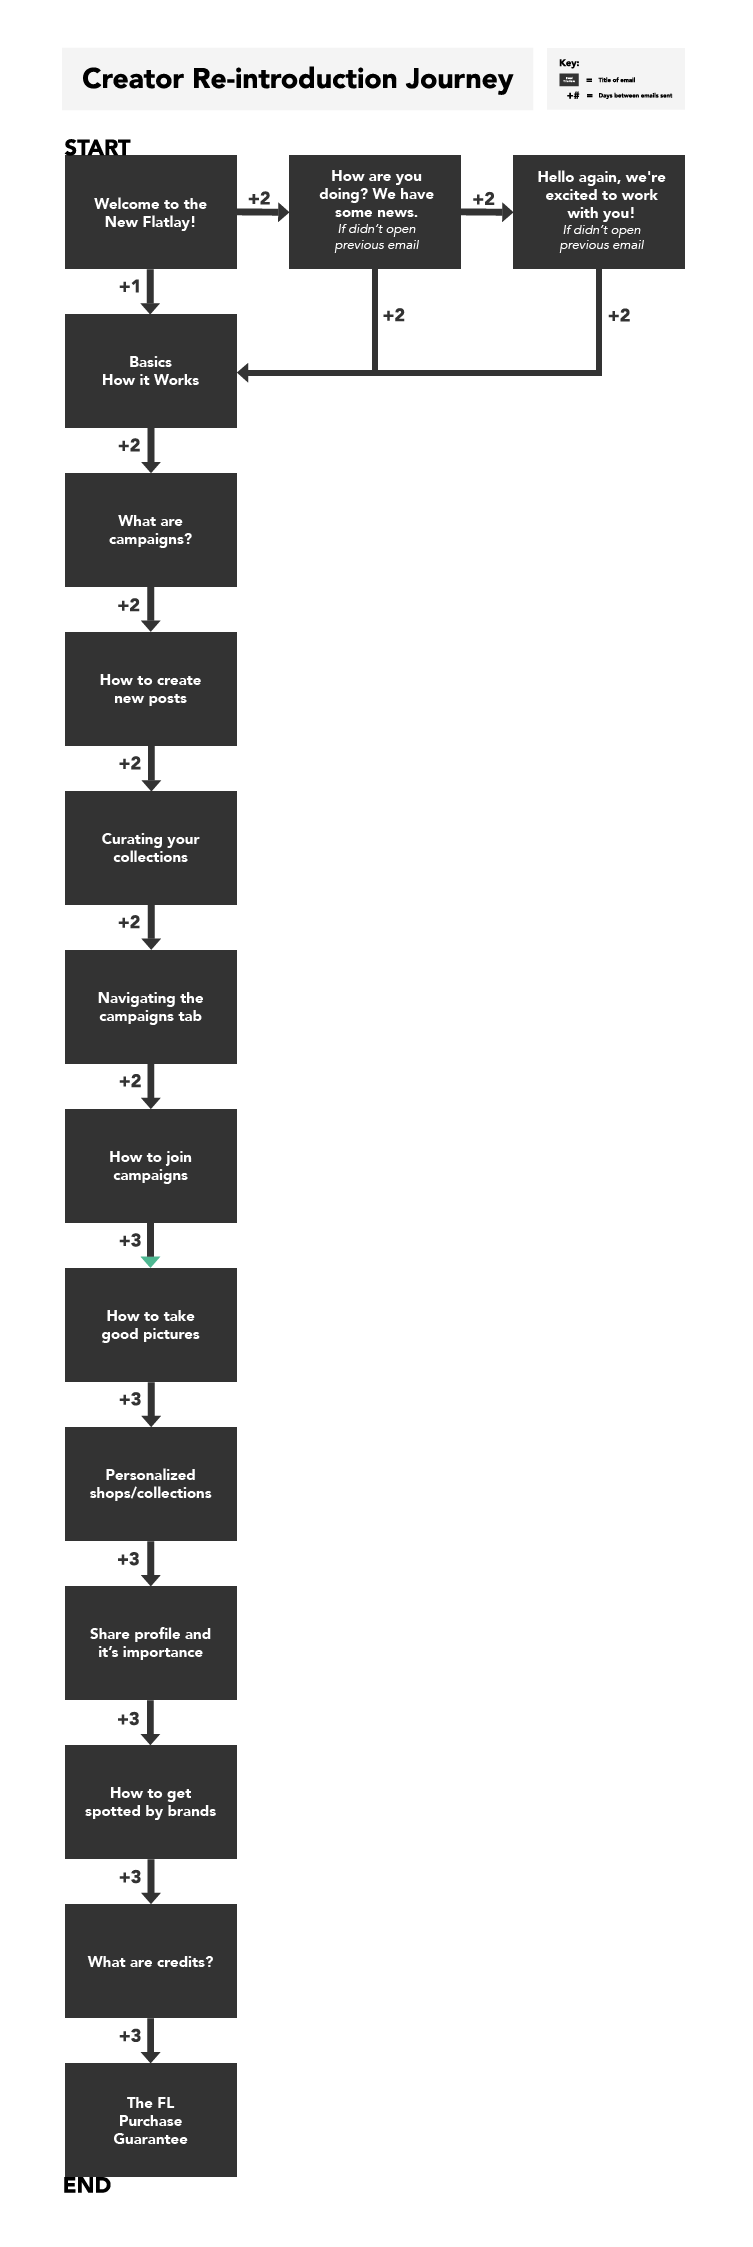 Creator Re-introduction Journey
Key:
= Title of email
+# = Days between emails sent
START
Welcome to the
New Flatlay!
+2
How are you
doing? We have
some news.
If didn't open
previous email
+2
Hello again, we're
excited to work
with you!
If didn't open
previous email
+1
+2
+2
Basics
How it Works
+2
What are
campaigns?
+2
How to create
new posts
+2
Curating your
collections
+2
Navigating the
campaigns tab
+2
How to join
campaigns
+3
How to take
good pictures
+3
Personalized
shops/collections
+3
Share profile and
it's importance
+3
How to get
spotted by brands
+3
What are credits?
+3
The FL
Purchase
Guarantee
END